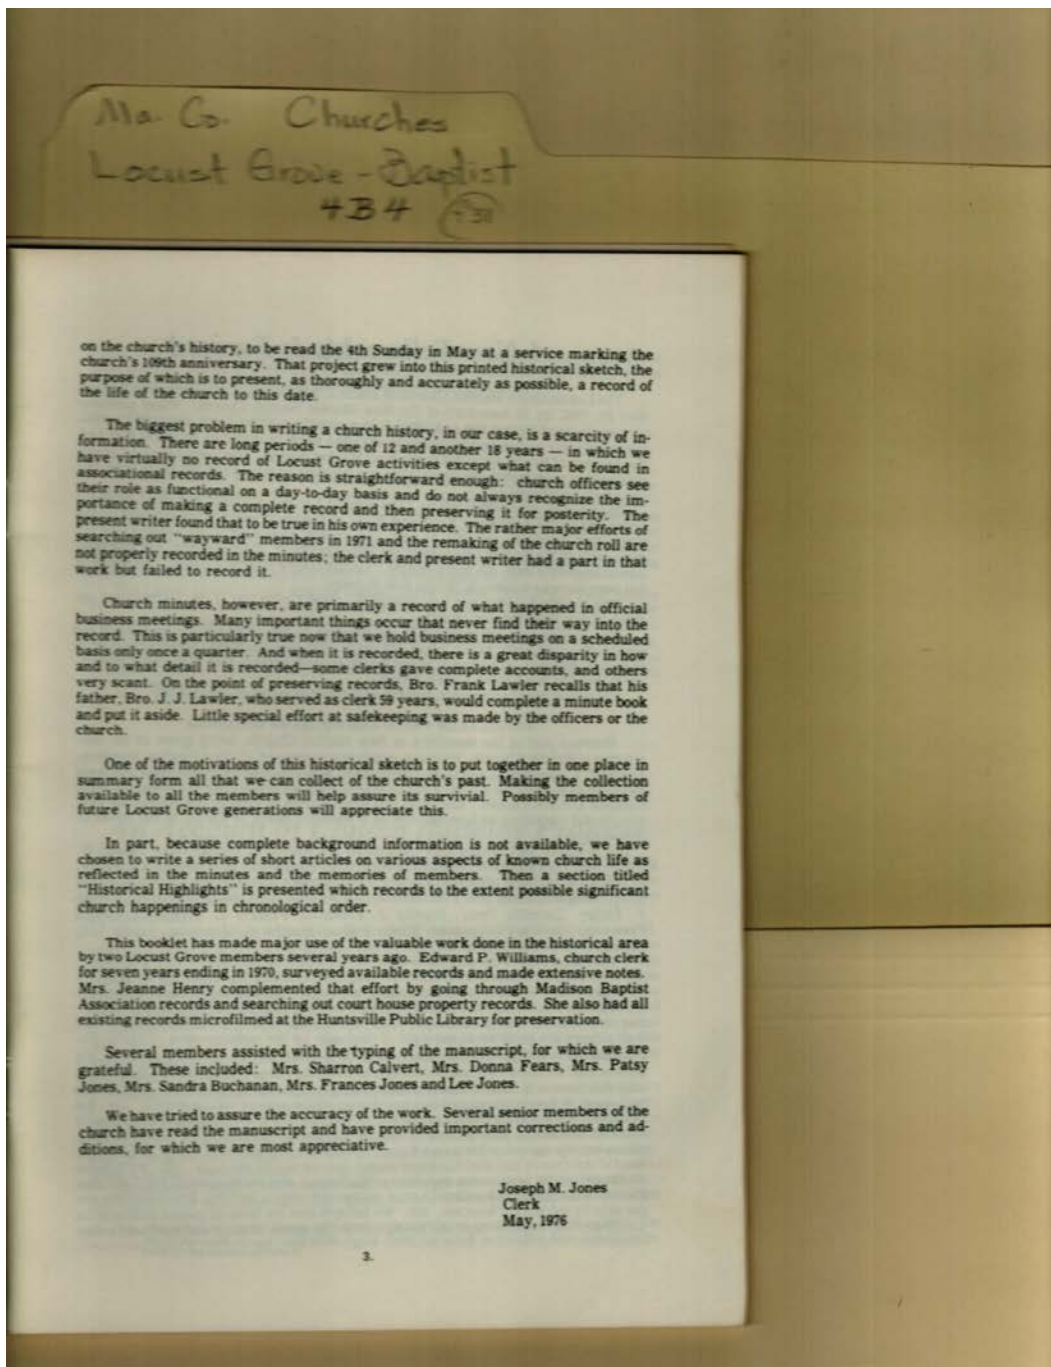 Ma. Co. Churches
Locust Grove - Baptist
4B4
on the church's history, to be read the 4th Sunday in May at a service marking the
church's 109th anniversary. That project grew into this printed historical sketch, the
purpose of which is to present, as thoroughly and accurately as possible, a record of
the life of the church to this date.
The biggest problem in writing a church history, in our case, is a scarcity of in-
formation. There are long periods — one of 12 and another 18 years — in which we
have virtually no record of Locust Grove activities except what can be found in
associational records. The reason is straightforward enough: church officers see
their role as functional on a day-to-day basis and do not always recognize the im-
portance of making a complete record and then preserving it for posterity. The
present writer found that to be true in his own experience. The rather major efforts of
searching out "wayward" members in 1971 and the remaking of the church roll are
not properly recorded in the minutes; the clerk and present writer had a part in that
work but failed to record it.
Church minutes, however, are primarily a record of what happened in official
business meetings. Many important things occur that never find their way into the
record. This is particularly true now that we hold business meetings on a scheduled
basis only once a quarter. And when it is recorded, there is a great disparity in how
and to what detail it is recorded—some clerks gave complete accounts, and others
very scant. On the point of preserving records, Bro. Frank Lawler recalls that his
father, Bro. J. J. Lawler, who served as clerk 59 years, would complete a minute book
and put it aside. Little special effort at safekeeping was made by the officers or the
church.
One of the motivations of this historical sketch is to put together in one place in
summary form all that we can collect of the church's past. Making the collection
available to all the members will help assure its survivial. Possibly members of
future Locust Grove generations will appreciate this.
In part, because complete background information is not available, we have
chosen to write a series of short articles on various aspects of known church life as
reflected in the minutes and the memories of members. Then a section titled
"Historical Highlights" is presented which records to the extent possible significant
church happenings in chronological order.
This booklet has made major use of the valuable work done in the historical area
by two Locust Grove members several years ago. Edward P. Williams, church clerk
for seven years ending in 1970, surveyed available records and made extensive notes.
Mrs. Jeanne Henry complemented that effort by going through Madison Baptist
Association records and searching out court house property records. She also had all
existing records microfilmed at the Huntsville Public Library for preservation.
Several members assisted with the typing of the manuscript, for which we are
grateful. These included: Mrs. Sharron Calvert, Mrs. Donna Fears, Mrs. Patsy
Jones, Mrs. Sandra Buchanan, Mrs. Frances Jones and Lee Jones.
We have tried to assure the accuracy of the work. Several senior members of the
church have read the manuscript and have provided important corrections and ad-
ditions, for which we are most appreciative.
Joseph M. Jones
Clerk
May, 1976
3.